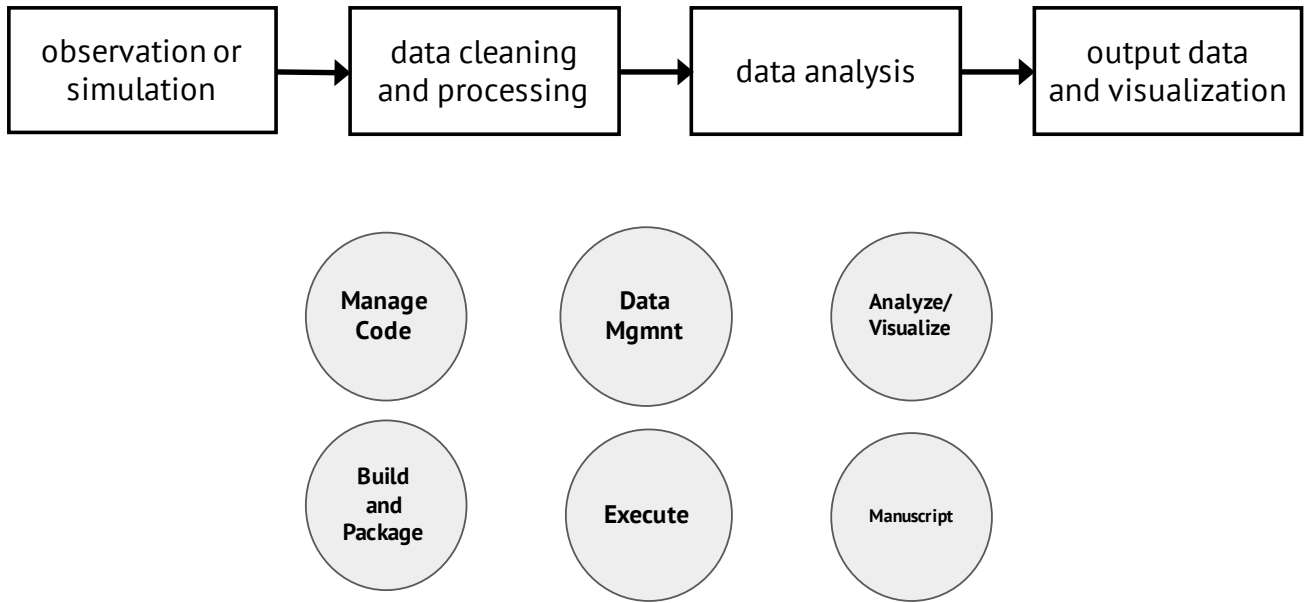 observation or
simulation
data cleaning
and processing
data analysis
output data
and visualization
Manage
Code
Data
Mgmnt
Analyze/
Visualize
Build
and
Package
Execute
Manuscript